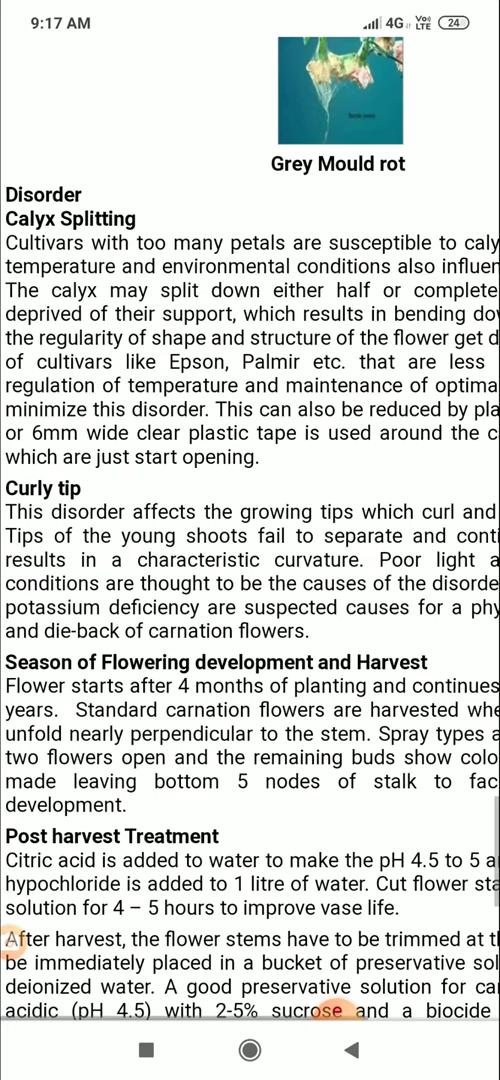 9:17 AM
4G Vo)) LTE 24
Grey Mould rot
Disorder
Calyx Splitting
Cultivars with too many petals are susceptible to caly
temperature and environmental conditions also influen
The calyx may split down either half or complete
deprived of their support, which results in bending dov
the regularity of shape and structure of the flower get d
of cultivars like Epson, Palmir etc. that are less
regulation of temperature and maintenance of optima
minimize this disorder. This can also be reduced by pla
or 6mm wide clear plastic tape is used around the c
which are just start opening.
Curly tip
This disorder affects the growing tips which curl and
Tips of the young shoots fail to separate and conti
results in a characteristic curvature. Poor light a
conditions are thought to be the causes of the disorde
potassium deficiency are suspected causes for a phy
and die-back of carnation flowers.
Season of Flowering development and Harvest
Flower starts after 4 months of planting and continues
years. Standard carnation flowers are harvested whe
unfold nearly perpendicular to the stem. Spray types a
two flowers open and the remaining buds show colo
made leaving bottom 5 nodes of stalk to fac
development.
Post harvest Treatment
Citric acid is added to water to make the pH 4.5 to 5 a
hypochloride is added to 1 litre of water. Cut flower sta
solution for 4 – 5 hours to improve vase life.
After harvest, the flower stems have to be trimmed at t
be immediately placed in a bucket of preservative sol
deionized water. A good preservative solution for ca
acidic (pH 4.5) with 2-5% sucrose and a biocide